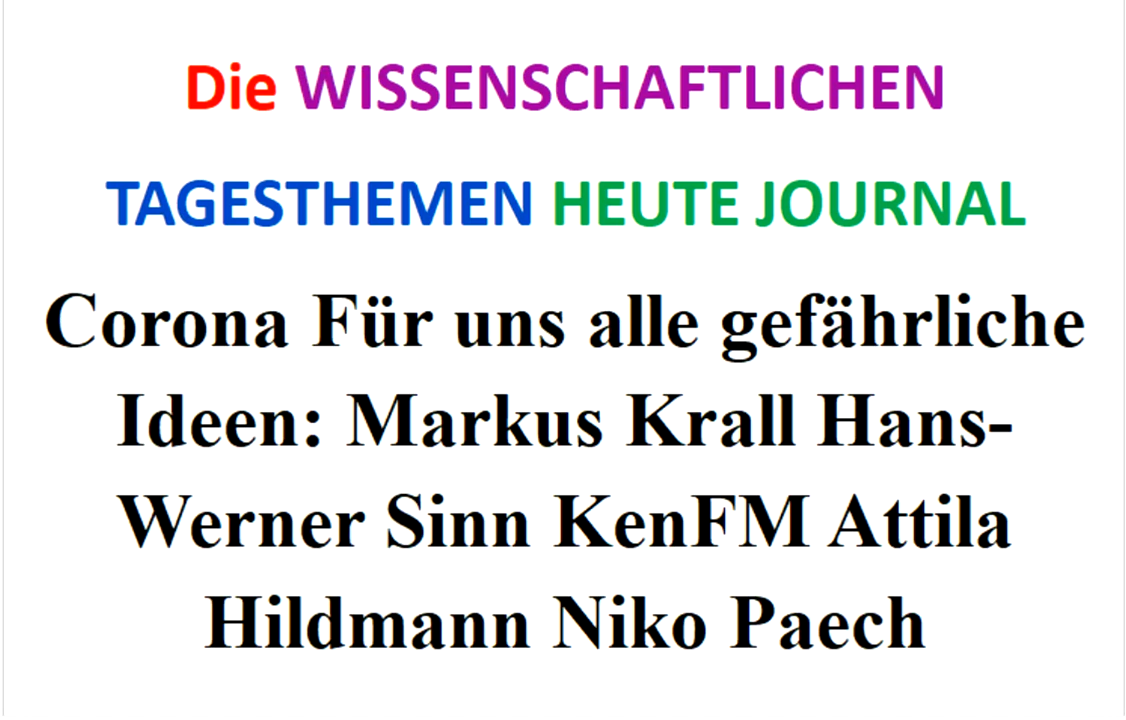 Die WISSENSCHAFTLICHEN
TAGESTHEMEN HEUTE JOURNAL
Corona Für uns alle gefährliche
Ideen: Markus Krall Hans-
Werner Sinn KenFM Attila
Hildmann Niko Paech